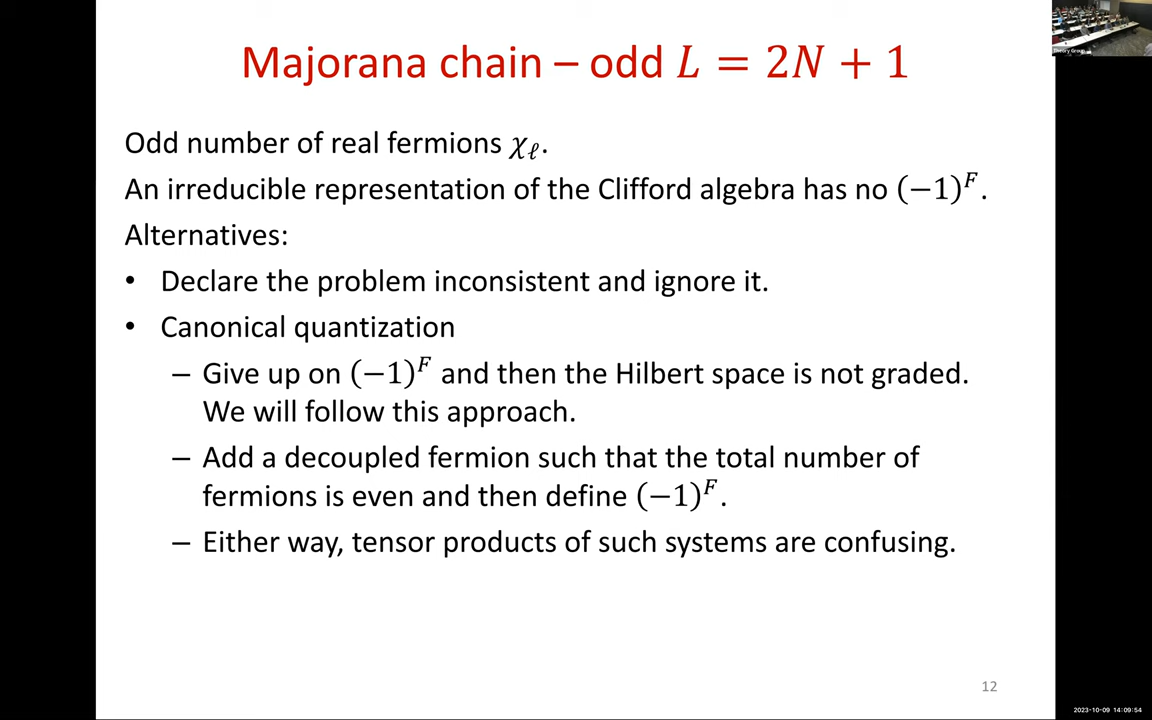 Majorana chain – odd L = 2N + 1
Theory Group
Odd number of real fermions χ_ℓ.
An irreducible representation of the Clifford algebra has no (−1)^F.
Alternatives:
• Declare the problem inconsistent and ignore it.
• Canonical quantization
– Give up on (−1)^F and then the Hilbert space is not graded.
We will follow this approach.
– Add a decoupled fermion such that the total number of
fermions is even and then define (−1)^F.
– Either way, tensor products of such systems are confusing.
12
2023-10-09 14:09:54